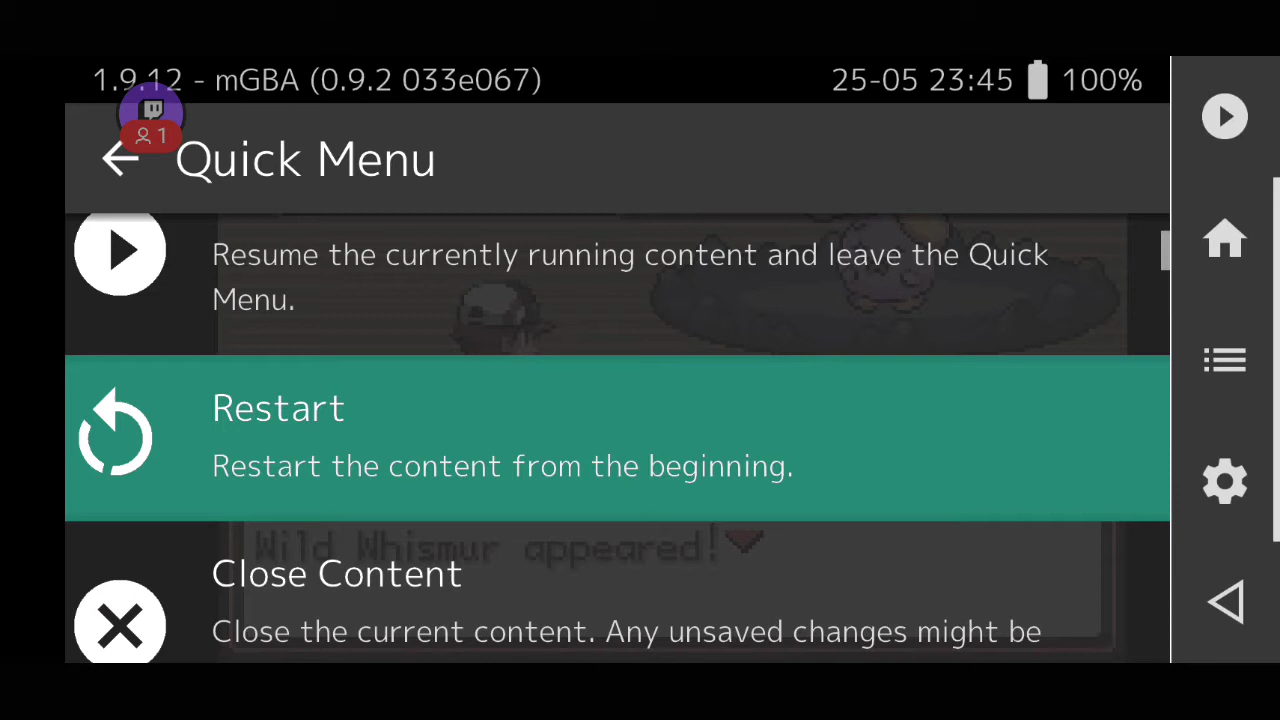 1.9.12 - mGBA (0.9.2 033e067)
25-05 23:45 100%
1
Quick Menu
Resume the currently running content and leave the Quick
Menu.
Restart
Restart the content from the beginning.
Wild Whismur appeared!
Close Content
Close the current content. Any unsaved changes might be